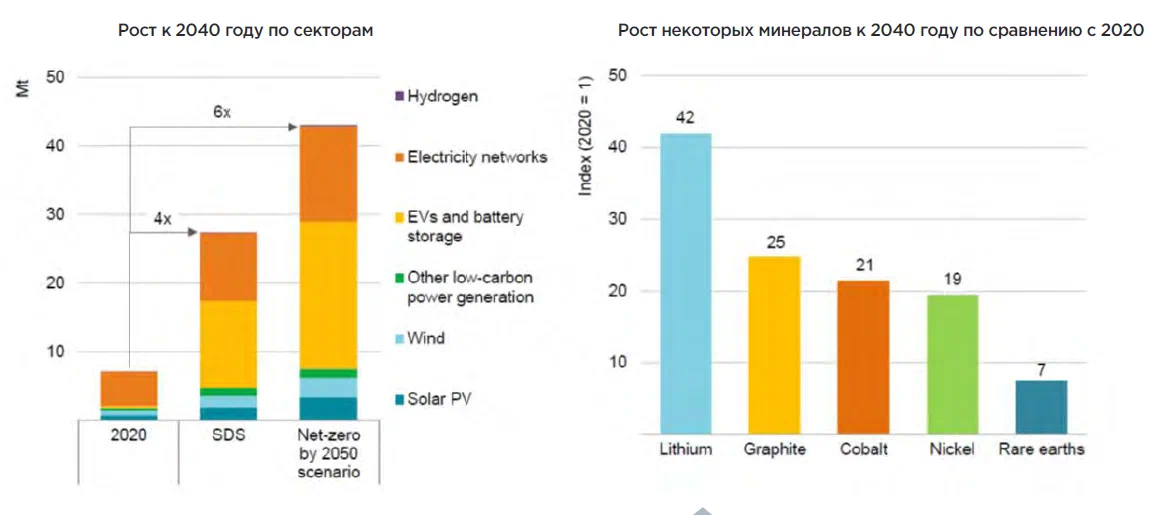 Рост к 2040 году по секторам
Mt
50
40
30
20
10
6x
4x
2020
SDS
Net-zero
by 2050
scenario
Hydrogen
Electricity networks
EVs and battery
storage
Other low-carbon
power generation
Wind
Solar PV
Рост некоторых минералов к 2040 году по сравнению с 2020
Index (2020 = 1)
50
40
30
20
10
42
25
21
19
7
Lithium
Graphite
Cobalt
Nickel
Rare earths